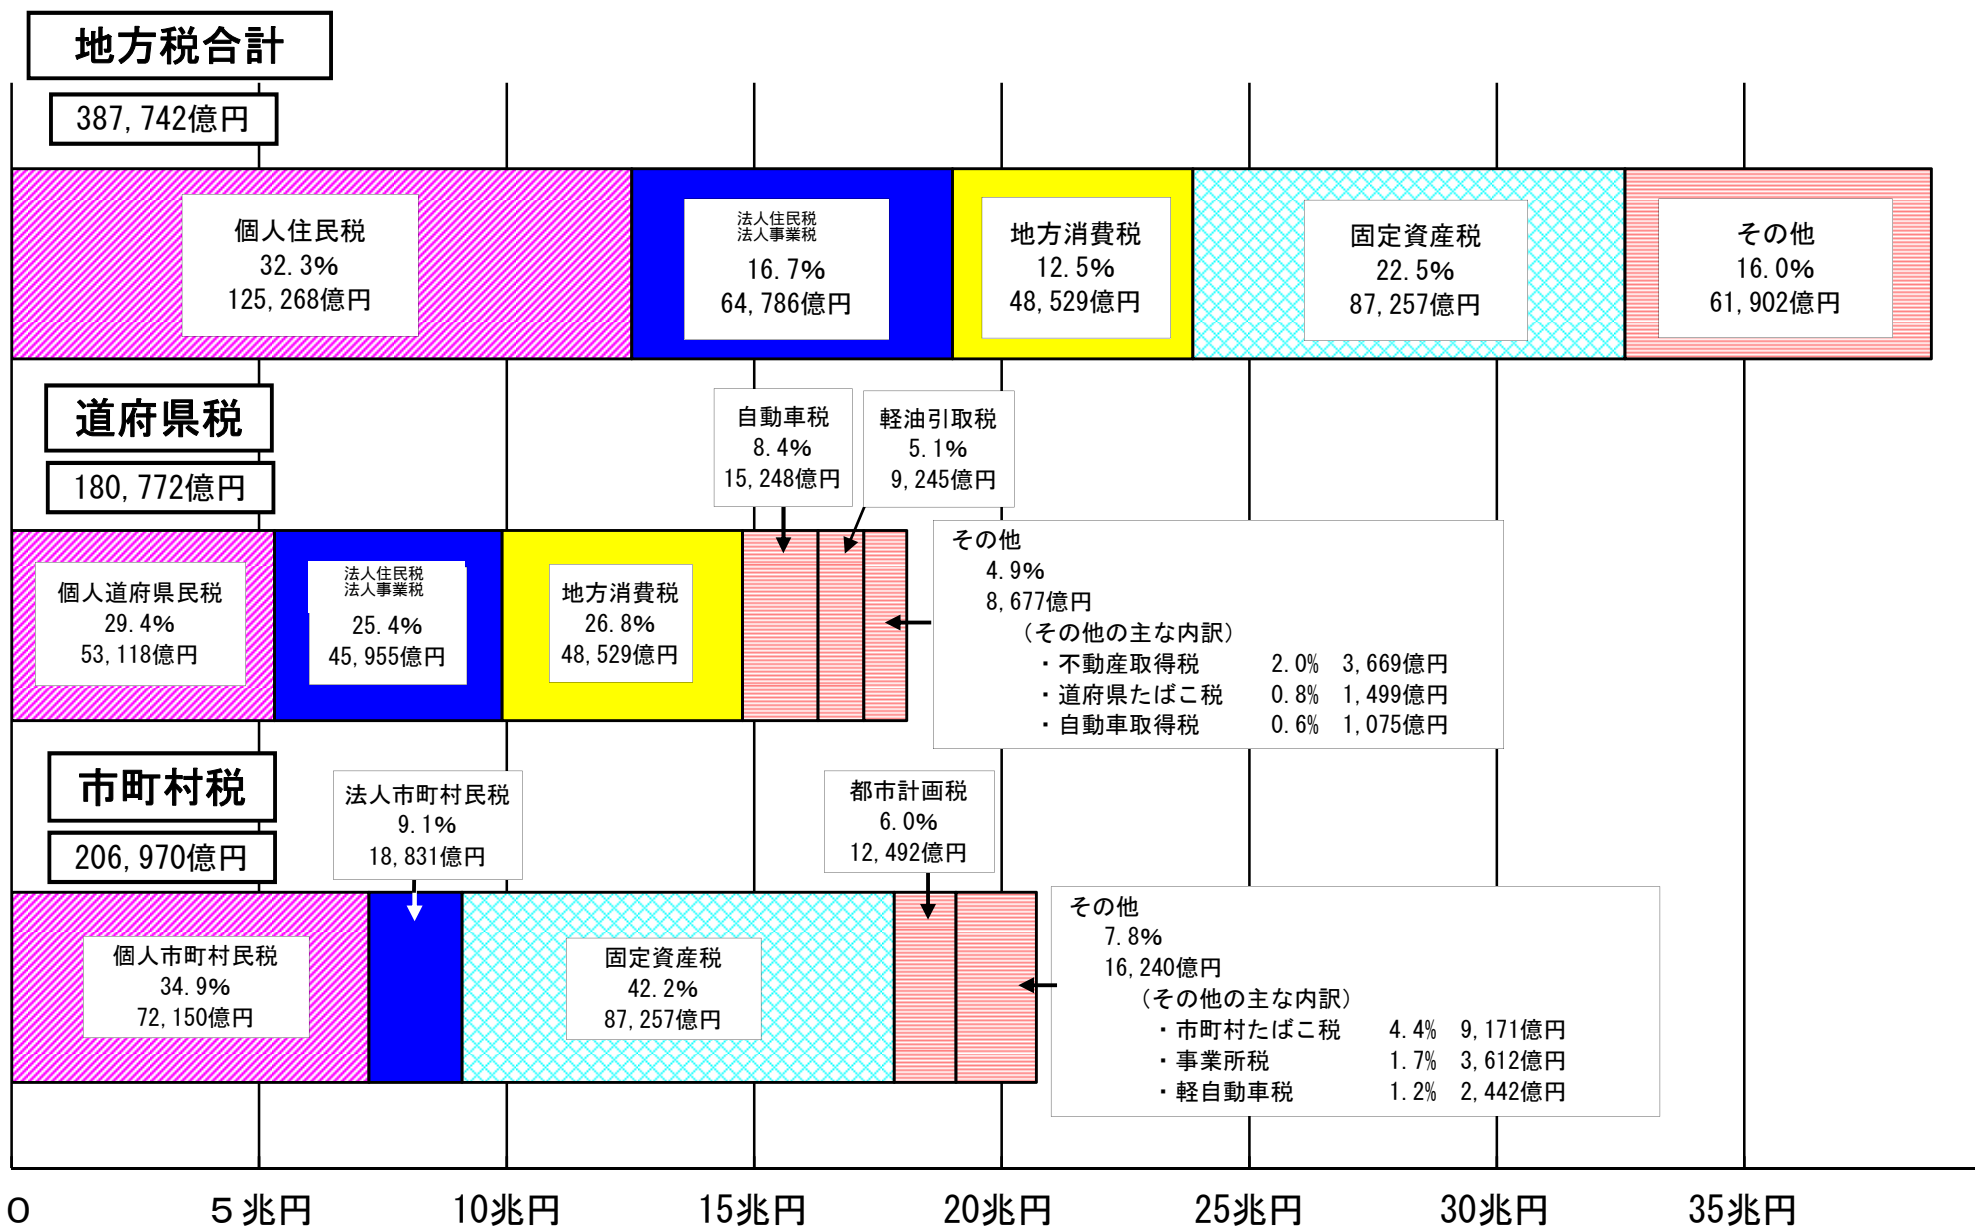 地方税合計
387,742億円
個人住民税
32.3%
125,268億円
法人住民税
法人事業税
16.7%
64,786億円
地方消費税
12.5%
48,529億円
固定資産税
22.5%
87,257億円
その他
16.0%
61,902億円
道府県税
180,772億円
自動車税
8.4%
15,248億円
軽油引取税
5.1%
9,245億円
個人道府県民税
29.4%
53,118億円
法人住民税
法人事業税
25.4%
45,955億円
地方消費税
26.8%
48,529億円
その他
4.9%
8,677億円
（その他の主な内訳）
・不動産取得税 2.0% 3,669億円
・道府県たばこ税 0.8% 1,499億円
・自動車取得税 0.6% 1,075億円
市町村税
206,970億円
法人市町村民税
9.1%
18,831億円
都市計画税
6.0%
12,492億円
個人市町村民税
34.9%
72,150億円
固定資産税
42.2%
87,257億円
その他
7.8%
16,240億円
（その他の主な内訳）
・市町村たばこ税 4.4% 9,171億円
・事業所税 1.7% 3,612億円
・軽自動車税 1.2% 2,442億円
0 5兆円 10兆円 15兆円 20兆円 25兆円 30兆円 35兆円